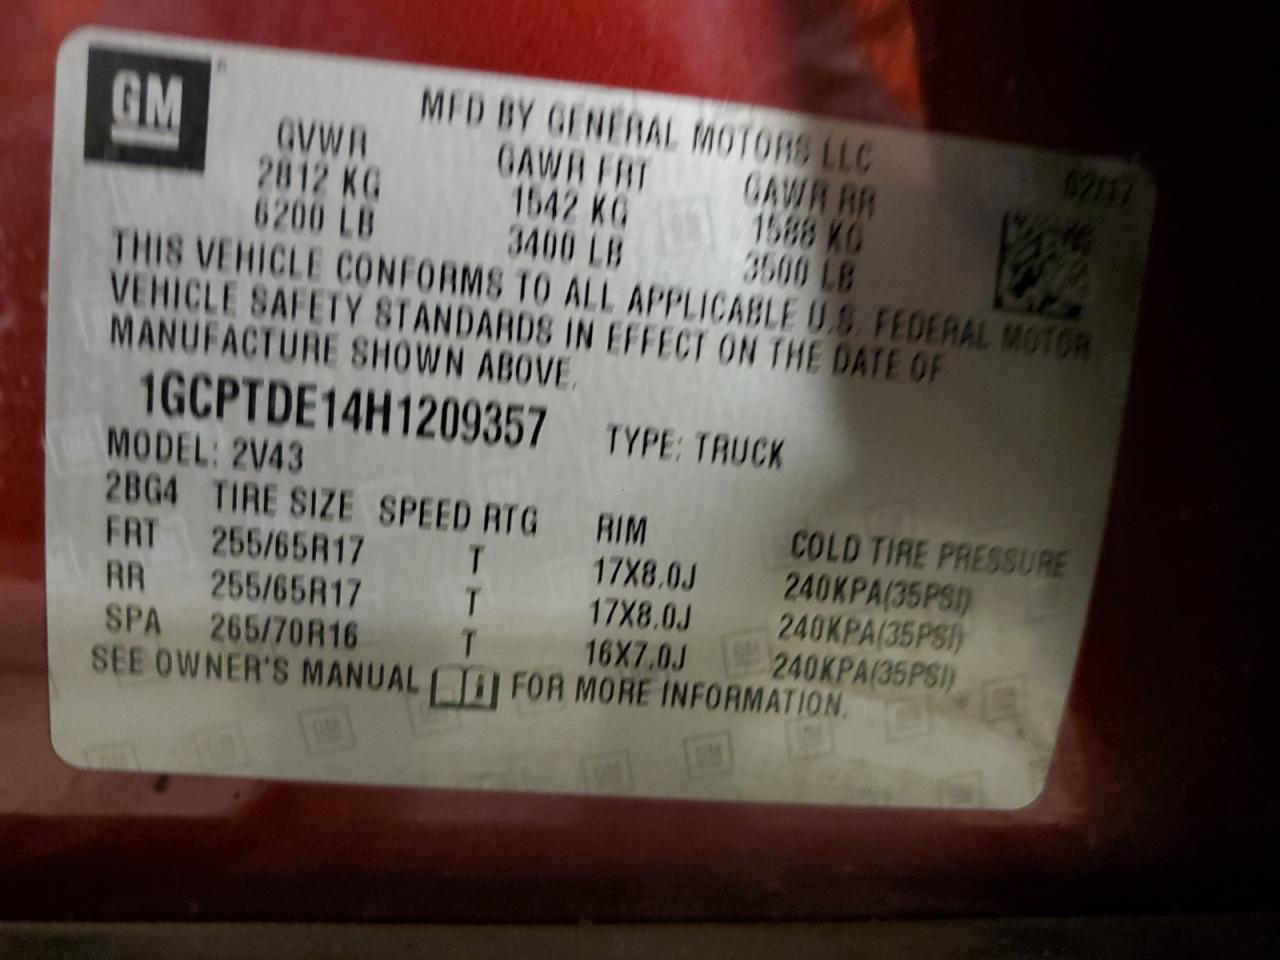 GM
MFD BY GENERAL MOTORS LLC
02/17
GVWR GAWR FRT GAWR RR
2812 KG 1542 KG 1588 KG
6200 LB 3400 LB 3500 LB
THIS VEHICLE CONFORMS TO ALL APPLICABLE U.S. FEDERAL MOTOR
VEHICLE SAFETY STANDARDS IN EFFECT ON THE DATE OF
MANUFACTURE SHOWN ABOVE.
1GCPTDE14H1209357 TYPE: TRUCK
MODEL: 2V43
2BG4 TIRE SIZE SPEED RTG RIM COLD TIRE PRESSURE
FRT 255/65R17 T 17X8.0J 240KPA(35PSI)
RR 255/65R17 T 17X8.0J 240KPA(35PSI)
SPA 265/70R16 T 16X7.0J 240KPA(35PSI)
SEE OWNER'S MANUAL FOR MORE INFORMATION.